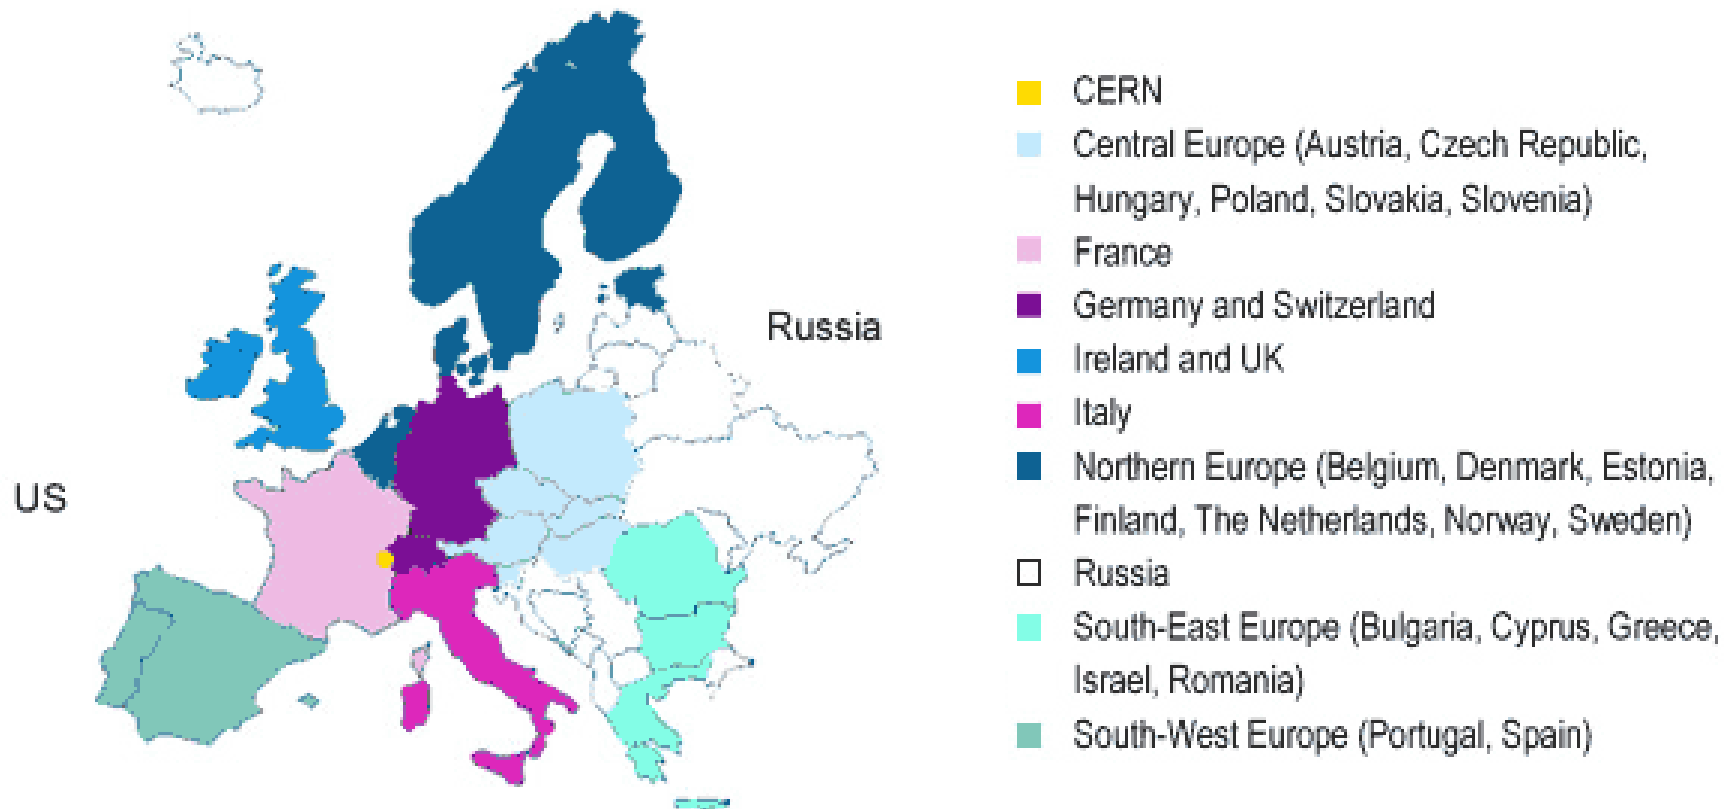 CERN
Central Europe (Austria, Czech Republic,
Hungary, Poland, Slovakia, Slovenia)
France
Germany and Switzerland
Russia
Ireland and UK
Italy
Northern Europe (Belgium, Denmark, Estonia,
US
Finland, The Netherlands, Norway, Sweden)
Russia
South-East Europe (Bulgaria, Cyprus, Greece,
Israel, Romania)
South-West Europe (Portugal, Spain)